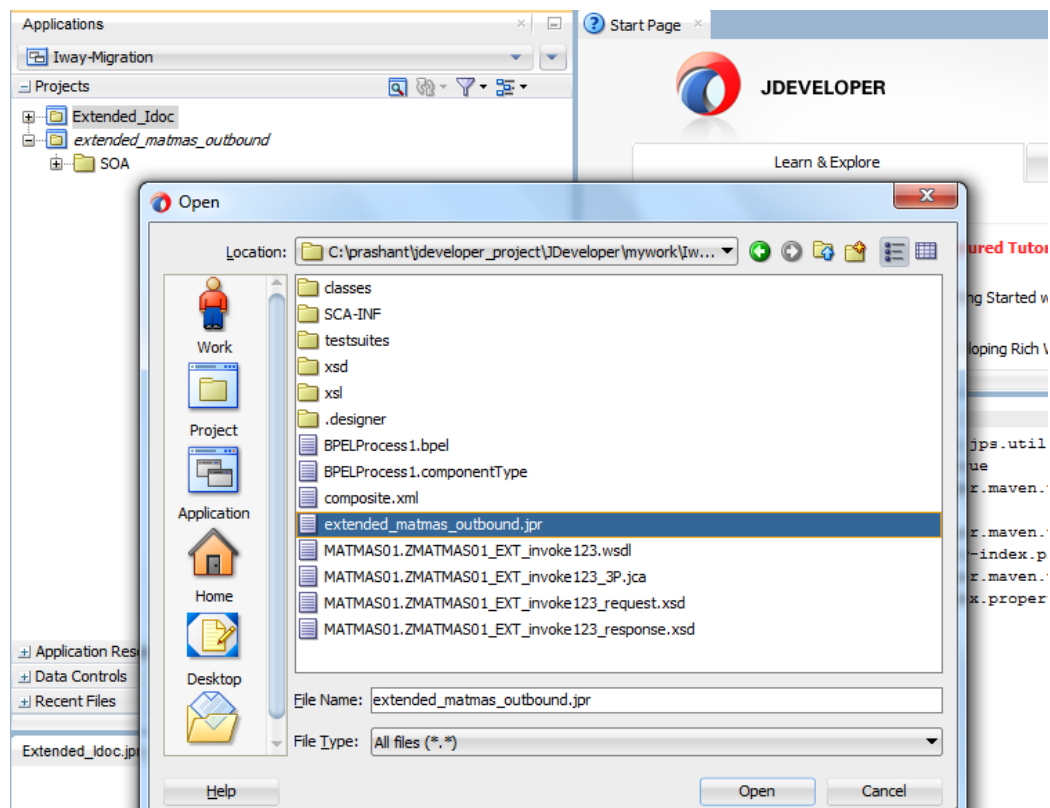 Applications
Iway-Migration
Projects
Extended_Idoc
extended_matmas_outbound
SOA
Start Page
JDEVELOPER
Learn & Explore
Open
Location: C:\prashant\jdeveloper_project\JDeveloper\mywork\Iw...
Work
Project
Application
Home
Desktop
classes
SCA-INF
testsuites
xsd
xsl
.designer
BPELProcess1.bpel
BPELProcess1.componentType
composite.xml
extended_matmas_outbound.jpr
MATMAS01.ZMATMAS01_EXT_invoke123.wsdl
MATMAS01.ZMATMAS01_EXT_invoke123_3P.jca
MATMAS01.ZMATMAS01_EXT_invoke123_request.xsd
MATMAS01.ZMATMAS01_EXT_invoke123_response.xsd
File Name: extended_matmas_outbound.jpr
File Type: All files (*.*)
Help
Open
Cancel
ured Tutor
ng Started w
loping Rich W
jps.util
ue
r.maven.
r.maven.
-index.p
r.maven.
x.proper
Application Res
Data Controls
Recent Files
Extended_Idoc.jp